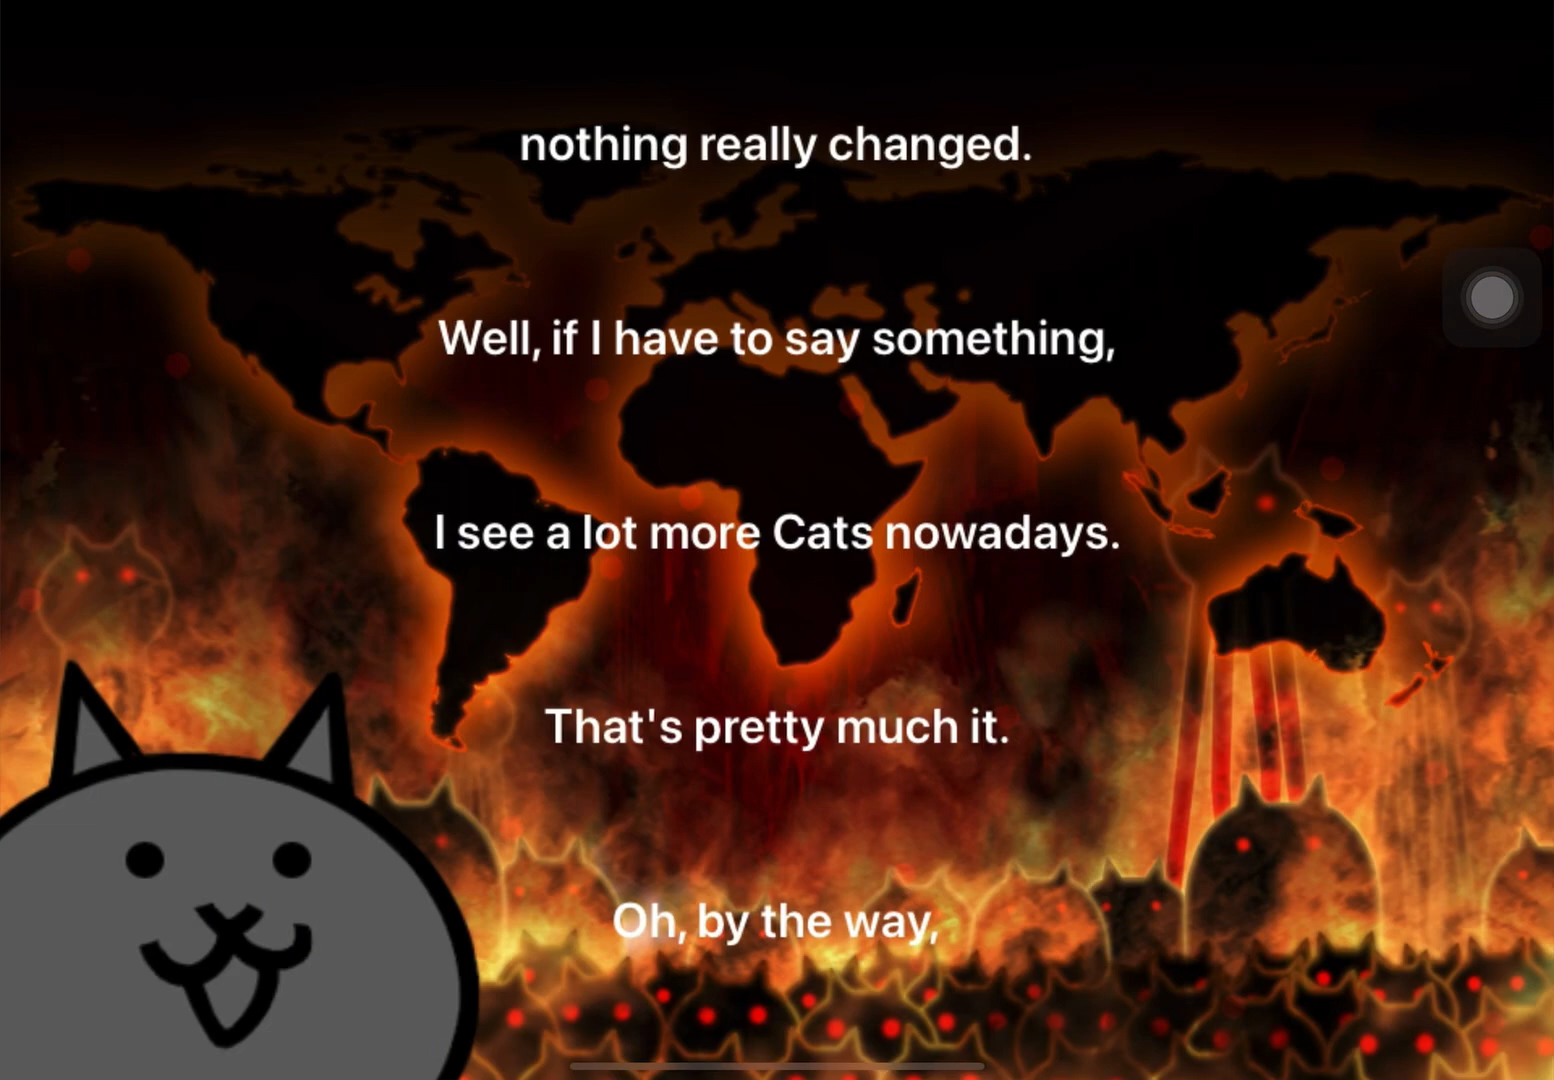 nothing really changed.
Well, if I have to say something,
I see a lot more Cats nowadays.
That's pretty much it.
Oh, by the way,